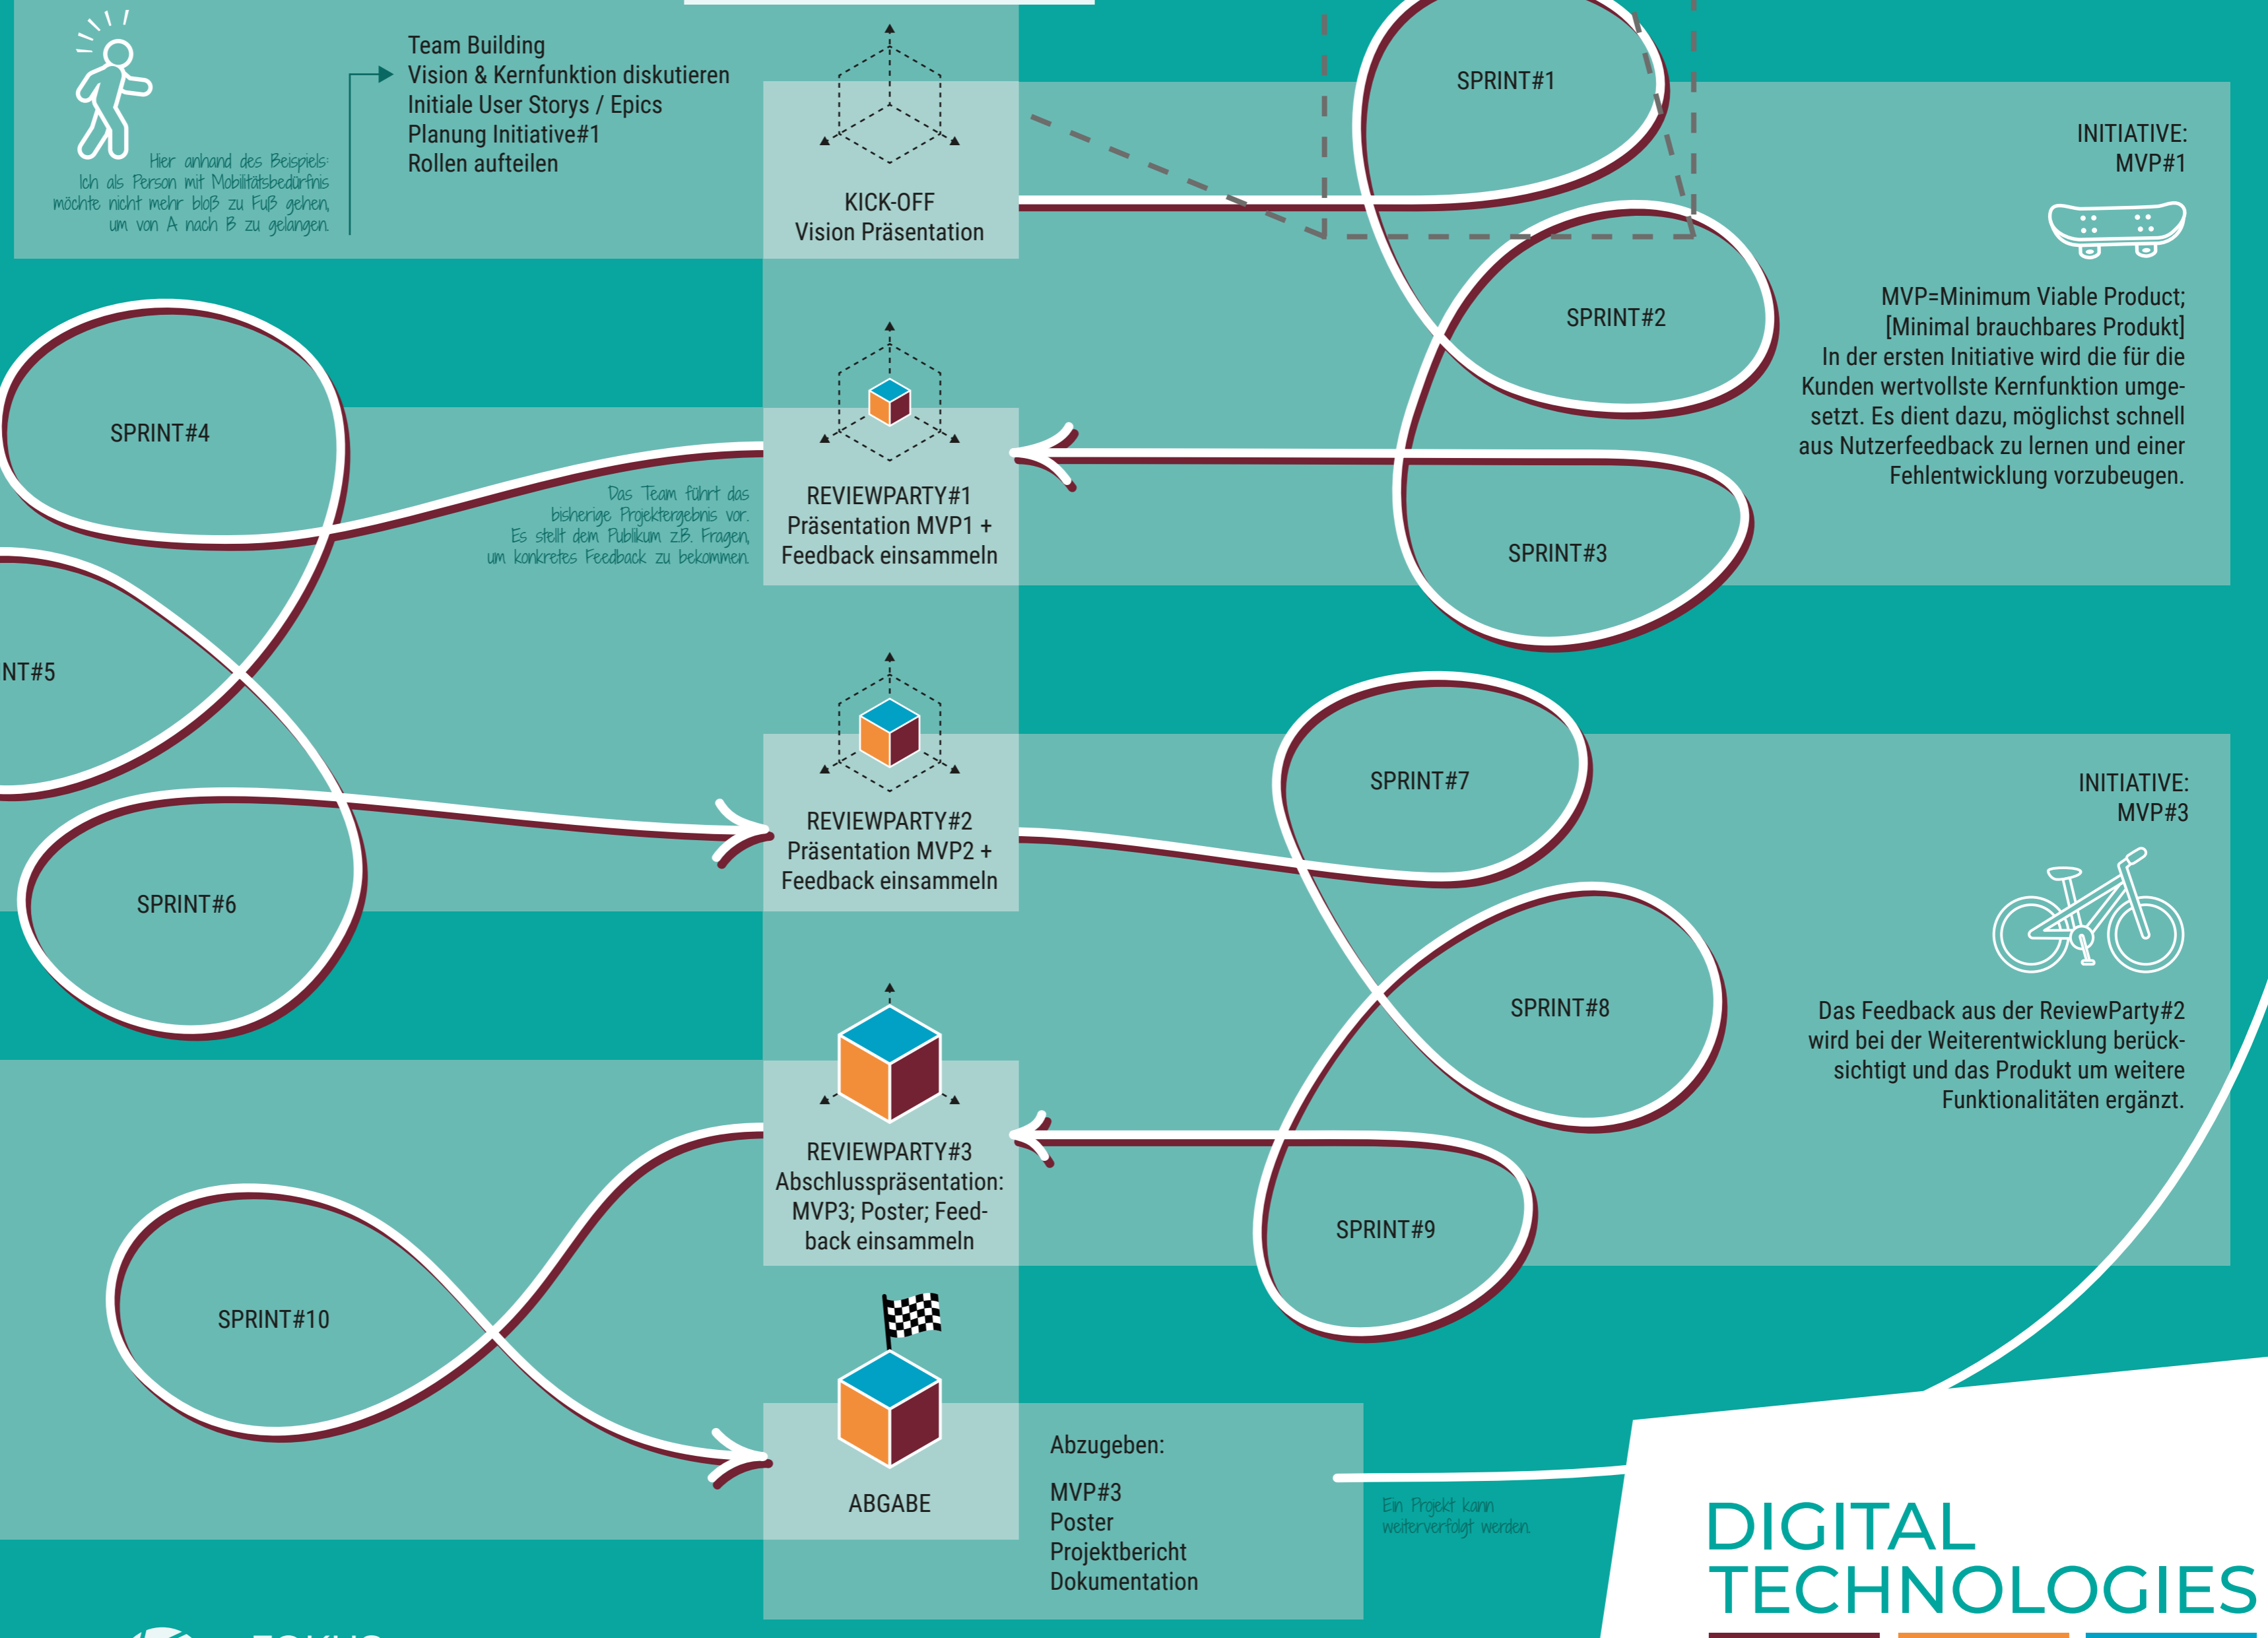 Team Building
Vision & Kernfunktion diskutieren
Initiale User Storys / Epics
Planung Initiative#1
Rollen aufteilen
Hier anhand des Beispiels:
Ich als Person mit Mobilitätsbedürfnis
möchte nicht mehr bloß zu Fuß gehen,
um von A nach B zu gelangen.
KICK-OFF
Vision Präsentation
SPRINT#1
INITIATIVE:
MVP#1
SPRINT#2
MVP=Minimum Viable Product;
[Minimal brauchbares Produkt]
In der ersten Initiative wird die für die
Kunden wertvollste Kernfunktion umge-
setzt. Es dient dazu, möglichst schnell
aus Nutzerfeedback zu lernen und einer
Fehlentwicklung vorzubeugen.
SPRINT#3
REVIEWPARTY#1
Präsentation MVP1 +
Feedback einsammeln
Das Team führt das
bisherige Projektergebnis vor.
Es stellt dem Publikum z.B. Fragen,
um konkretes Feedback zu bekommen.
SPRINT#4
NT#5
SPRINT#6
REVIEWPARTY#2
Präsentation MVP2 +
Feedback einsammeln
SPRINT#7
INITIATIVE:
MVP#3
SPRINT#8
Das Feedback aus der ReviewParty#2
wird bei der Weiterentwicklung berück-
sichtigt und das Produkt um weitere
Funktionalitäten ergänzt.
SPRINT#9
REVIEWPARTY#3
Abschlusspräsentation:
MVP3; Poster; Feed-
back einsammeln
SPRINT#10
ABGABE
Abzugeben:
MVP#3
Poster
Projektbericht
Dokumentation
Ein Projekt kann
weiterverfolgt werden.
DIGITAL
TECHNOLOGIES